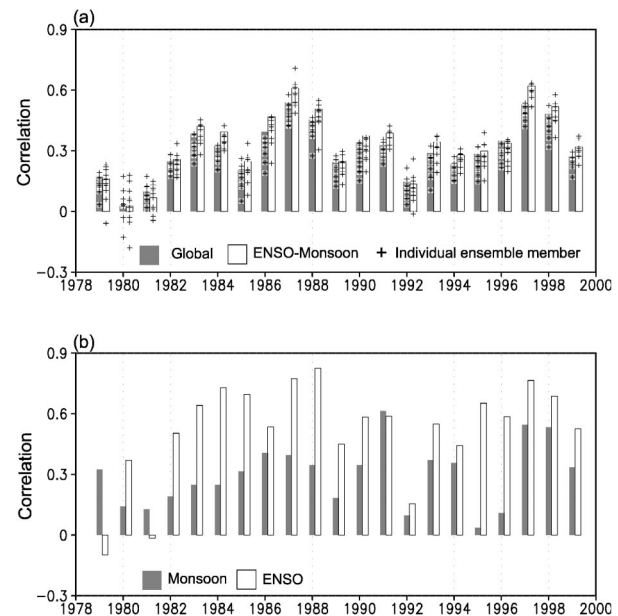 (a)
0.9
0.6
0.3
0
−0.3
Correlation
Global ENSO-Monsoon + Individual ensemble member
1978 1980 1982 1984 1986 1988 1990 1992 1994 1996 1998 2000
(b)
0.9
0.6
0.3
0
−0.3
Correlation
Monsoon ENSO
1978 1980 1982 1984 1986 1988 1990 1992 1994 1996 1998 2000